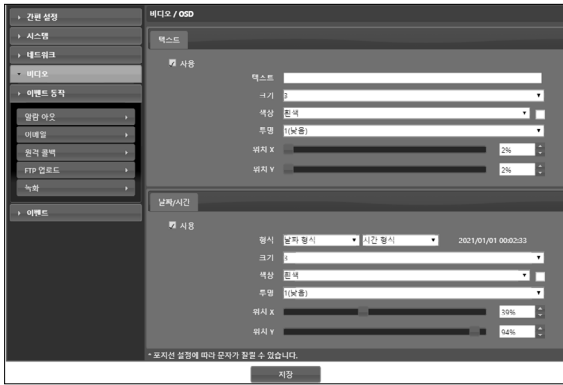 비디오 / OSD
간편 설정
시스템
네트워크
비디오
이벤트 동작
알람 아웃
이메일
원격 콜백
FTP 업로드
녹화
이벤트
텍스트
사용
텍스트
크기 3
색상 흰색
투명 1(낮음)
위치 X 2%
위치 Y 2%
날짜/시간
사용
형식 날짜 형식 시간 형식 2021/01/01 00:02:33
크기
색상 흰색
투명 1(낮음)
위치 X 39%
위치 Y 94%
* 포지션 설정에 따라 문자가 잘릴 수 있습니다.
저장